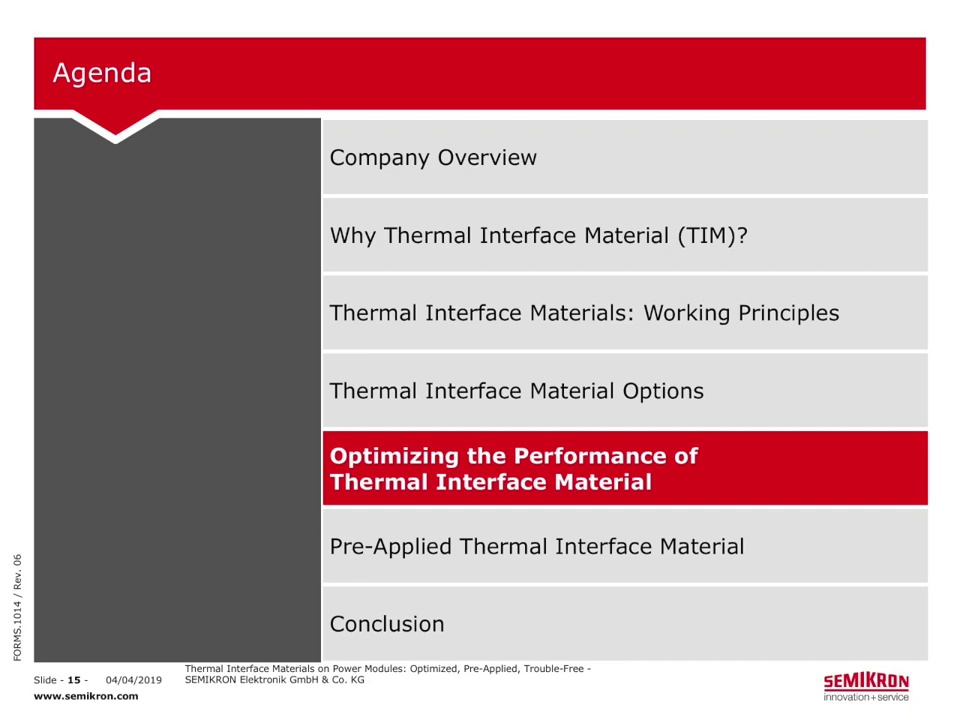 Agenda
Company Overview
Why Thermal Interface Material (TIM)?
Thermal Interface Materials: Working Principles
Thermal Interface Material Options
Optimizing the Performance of
Thermal Interface Material
Pre-Applied Thermal Interface Material
Conclusion
FORMS.1014 / Rev. 06
Slide - 15 - 04/04/2019
Thermal Interface Materials on Power Modules: Optimized, Pre-Applied, Trouble-Free -
SEMIKRON Elektronik GmbH & Co. KG
www.semikron.com
SEMIKRON
innovation+service